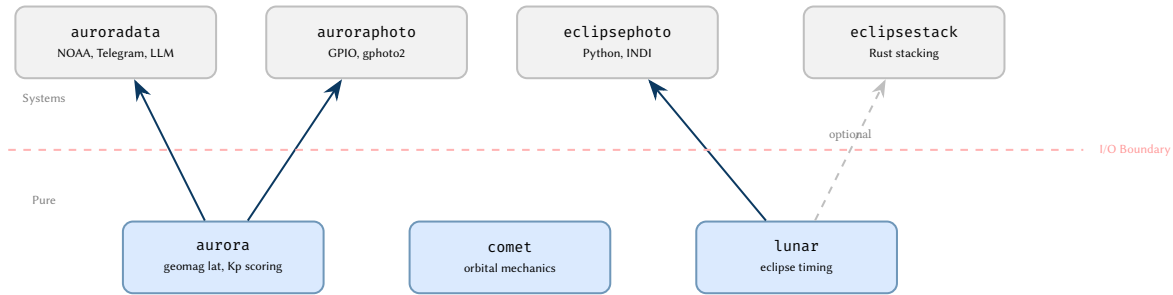 auroradata
NOAA, Telegram, LLM
auroraphoto
GPIO, gphoto2
eclipsephoto
Python, INDI
eclipsestack
Rust stacking
Systems
optional
I/O Boundary
Pure
aurora
geomag lat, Kp scoring
comet
orbital mechanics
lunar
eclipse timing